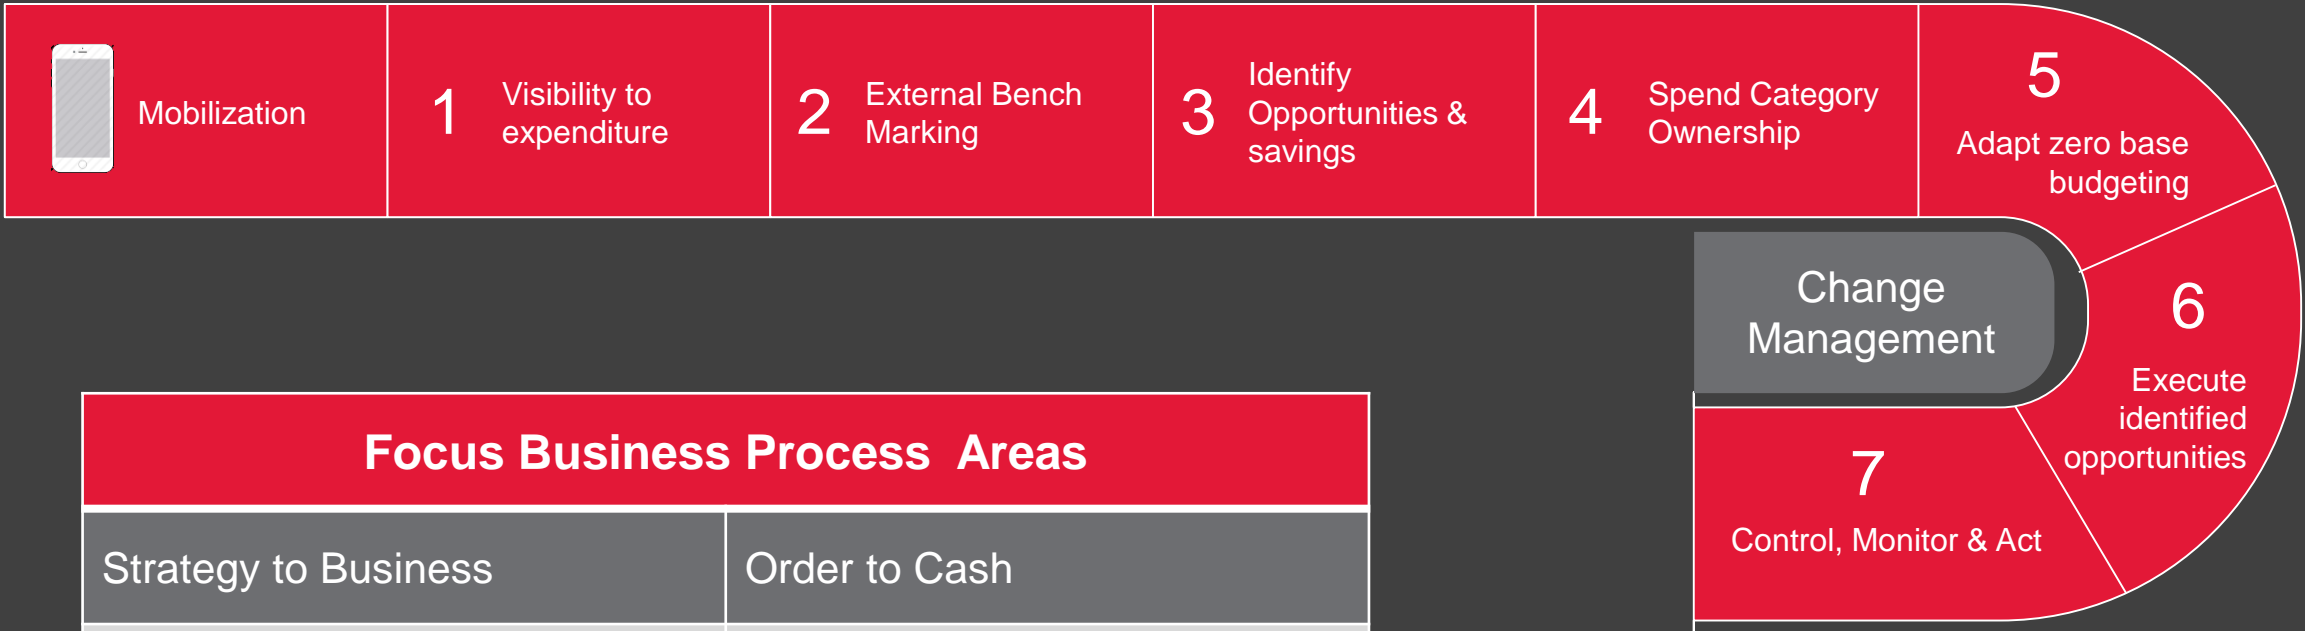 Mobilization
1
Visibility to
expenditure
2
External Bench
Marking
3
Identify
Opportunities &
savings
4
Spend Category
Ownership
5
Adapt zero base
budgeting
6
Execute
identified
opportunities
7
Control, Monitor & Act
Change
Management
Focus Business Process  Areas
Strategy to Business
Order to Cash